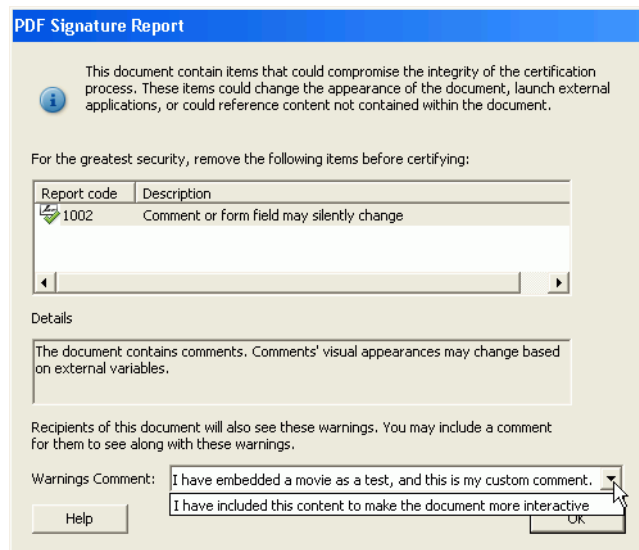 PDF Signature Report
This document contain items that could compromise the integrity of the certification
process. These items could change the appearance of the document, launch external
applications, or could reference content not contained within the document.
For the greatest security, remove the following items before certifying:
Report code Description
1002 Comment or form field may silently change
Details
The document contains comments. Comments' visual appearances may change based
on external variables.
Recipients of this document will also see these warnings. You may include a comment
for them to see along with these warnings.
Warnings Comment: I have embedded a movie as a test, and this is my custom comment.
I have included this content to make the document more interactive
Help OK